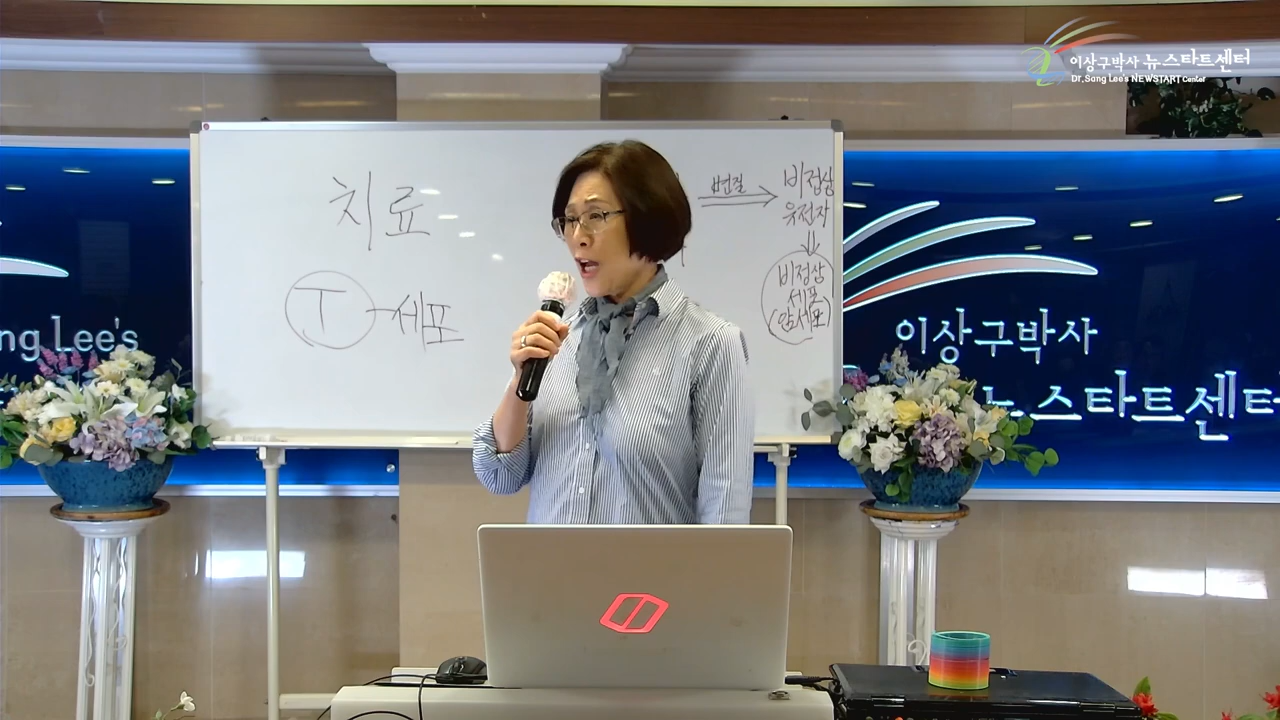 이상구박사 뉴스타트센터
Dr.Sang Lee's NEWSTART Center
치료
T-세포
변질
비정상
유전자
비정상
세포
(암세포)
ng Lee's
이상구박사
뉴스타트센터